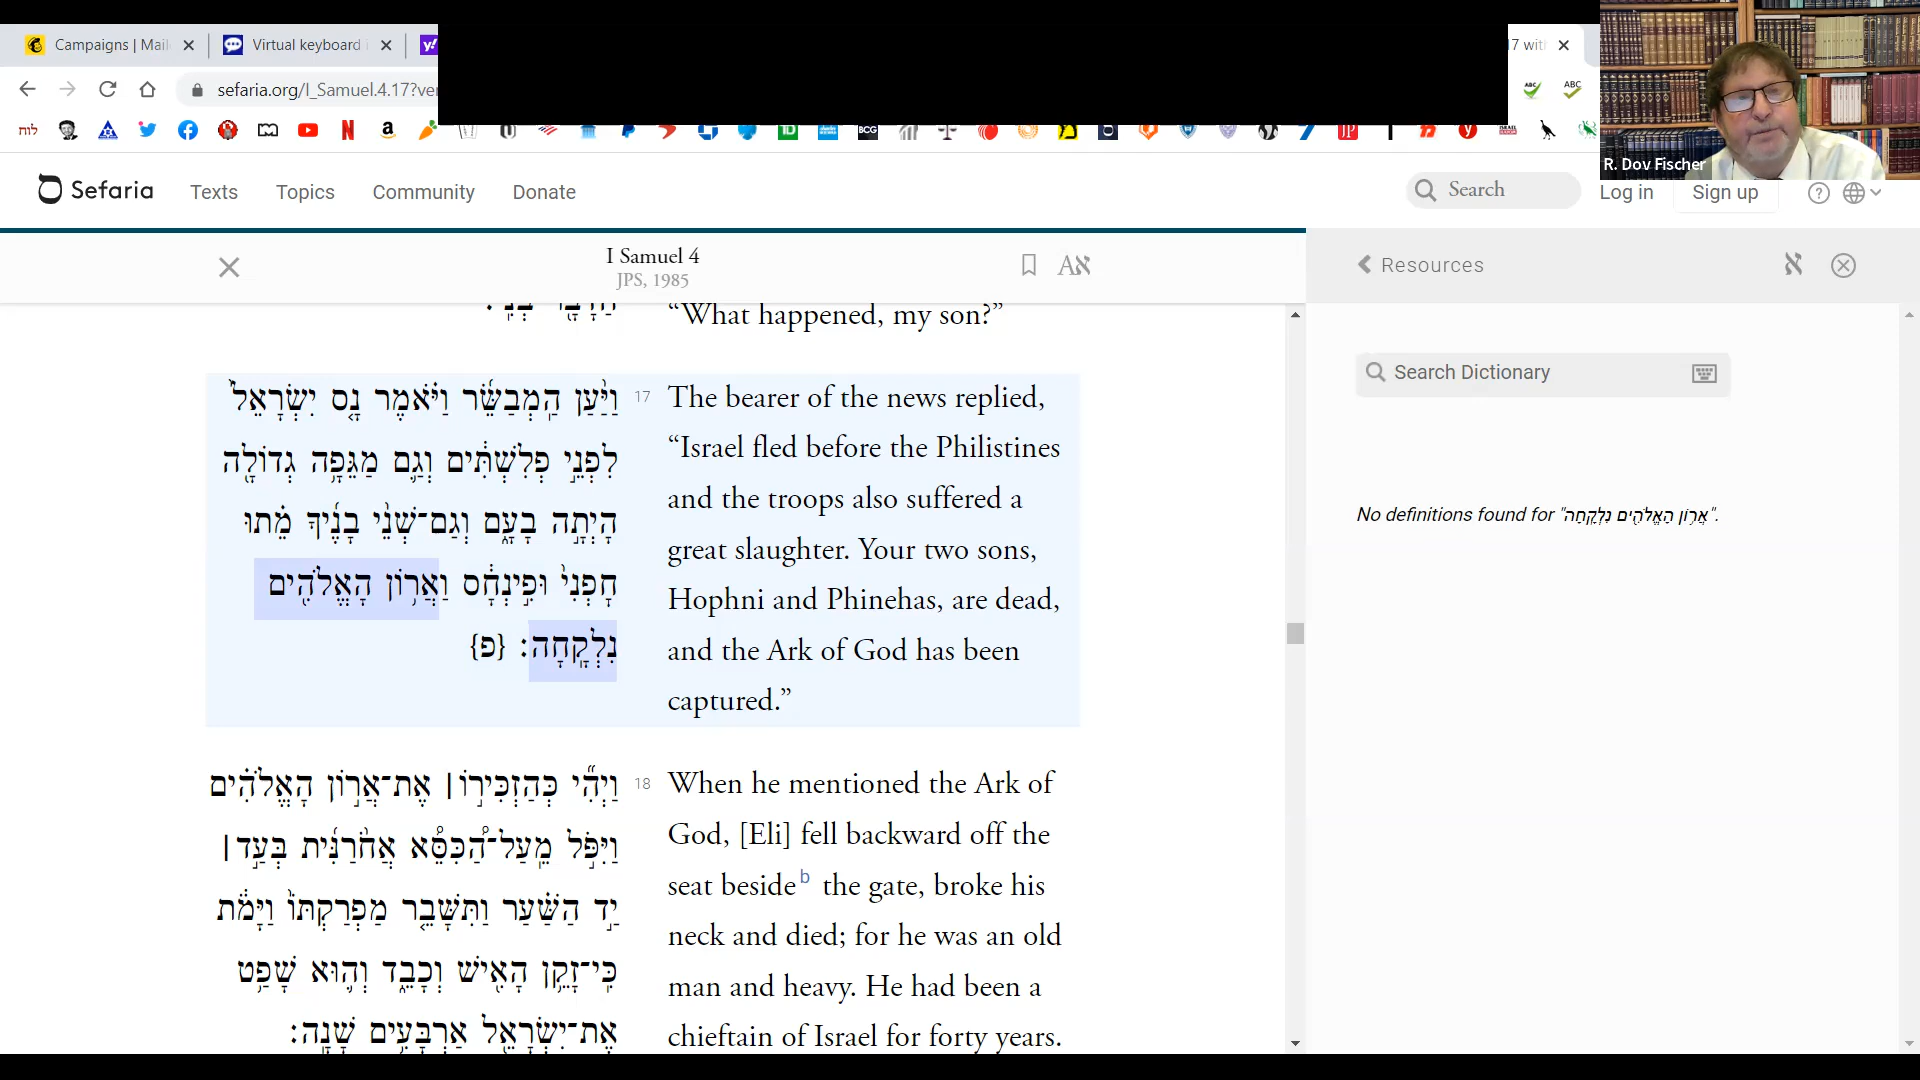 Campaigns | Mail
Virtual keyboard
17 with
sefaria.org/I_Samuel.4.17?ve
R. Dov Fischer
Sefaria
Texts
Topics
Community
Donate
Search
Log in
Sign up
I Samuel 4
JPS, 1985
Resources
Search Dictionary
No definitions found for "אֲר֥וֹן הָאֱלֹהִ֖ים נִלְקָֽחָה".
“What happened, my son?”
וַיַּ֨עַן הַֽמְבַשֵּׂ֜ר וַיֹּ֗אמֶר נָ֤ס יִשְׂרָאֵל֙
לִפְנֵ֣י פְלִשְׁתִּ֔ים וְגַ֛ם מַגֵּפָ֥ה גְדוֹלָ֖ה
הָיְתָ֣ה בָעָ֑ם וְגַם־שְׁנֵ֨י בָנֶ֜יךָ מֵ֗תוּ
חׇפְנִי֙ וּפִ֣ינְחָ֔ס וַאֲר֥וֹן הָאֱלֹהִ֖ים
נִלְקָֽחָה׃ {פ}
17
The bearer of the news replied,
“Israel fled before the Philistines
and the troops also suffered a
great slaughter. Your two sons,
Hophni and Phinehas, are dead,
and the Ark of God has been
captured.”
וַיְהִ֞י כְּהַזְכִּיר֣וֹ ׀ אֶת־אֲר֣וֹן הָאֱלֹהִ֗ים
וַיִּפֹּ֣ל מֵֽעַל־הַ֠כִּסֵּ֠א אֲחֹ֨רַנִּ֜ית בְּעַ֣ד ׀
יַ֣ד הַשַּׁ֗עַר וַתִּשָּׁבֵ֤ר מַפְרַקְתּוֹ֙ וַיָּמֹ֔ת
כִּֽי־זָקֵ֥ן הָאִ֖ישׁ וְכָבֵ֑ד וְה֛וּא שָׁפַ֥ט
אֶת־יִשְׂרָאֵ֖ל אַרְבָּעִ֥ים שָׁנָֽה׃
18
When he mentioned the Ark of
God, [Eli] fell backward off the
seat beside b the gate, broke his
neck and died; for he was an old
man and heavy. He had been a
chieftain of Israel for forty years.